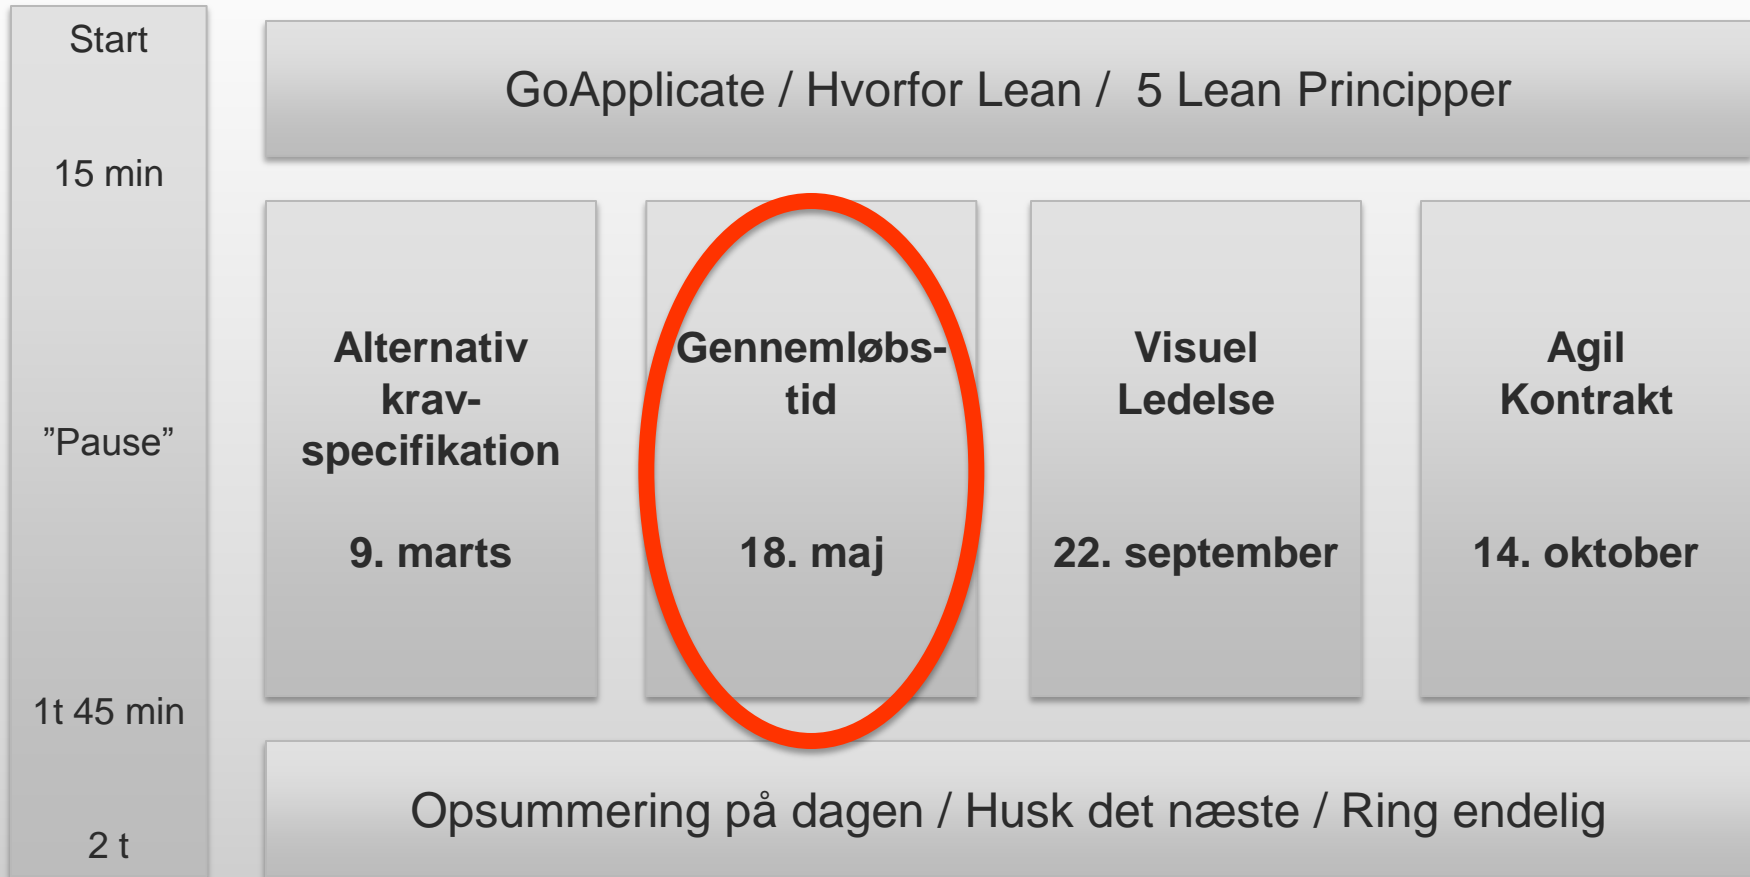 Start
15 min
”Pause”
1t 45 min
2 t
GoApplicate / Hvorfor Lean /  5 Lean Principper
Alternativ
krav-
specifikation
9. marts
Gennemløbs-
tid
18. maj
Visuel
Ledelse
22. september
Agil
Kontrakt
14. oktober
Opsummering på dagen / Husk det næste / Ring endelig